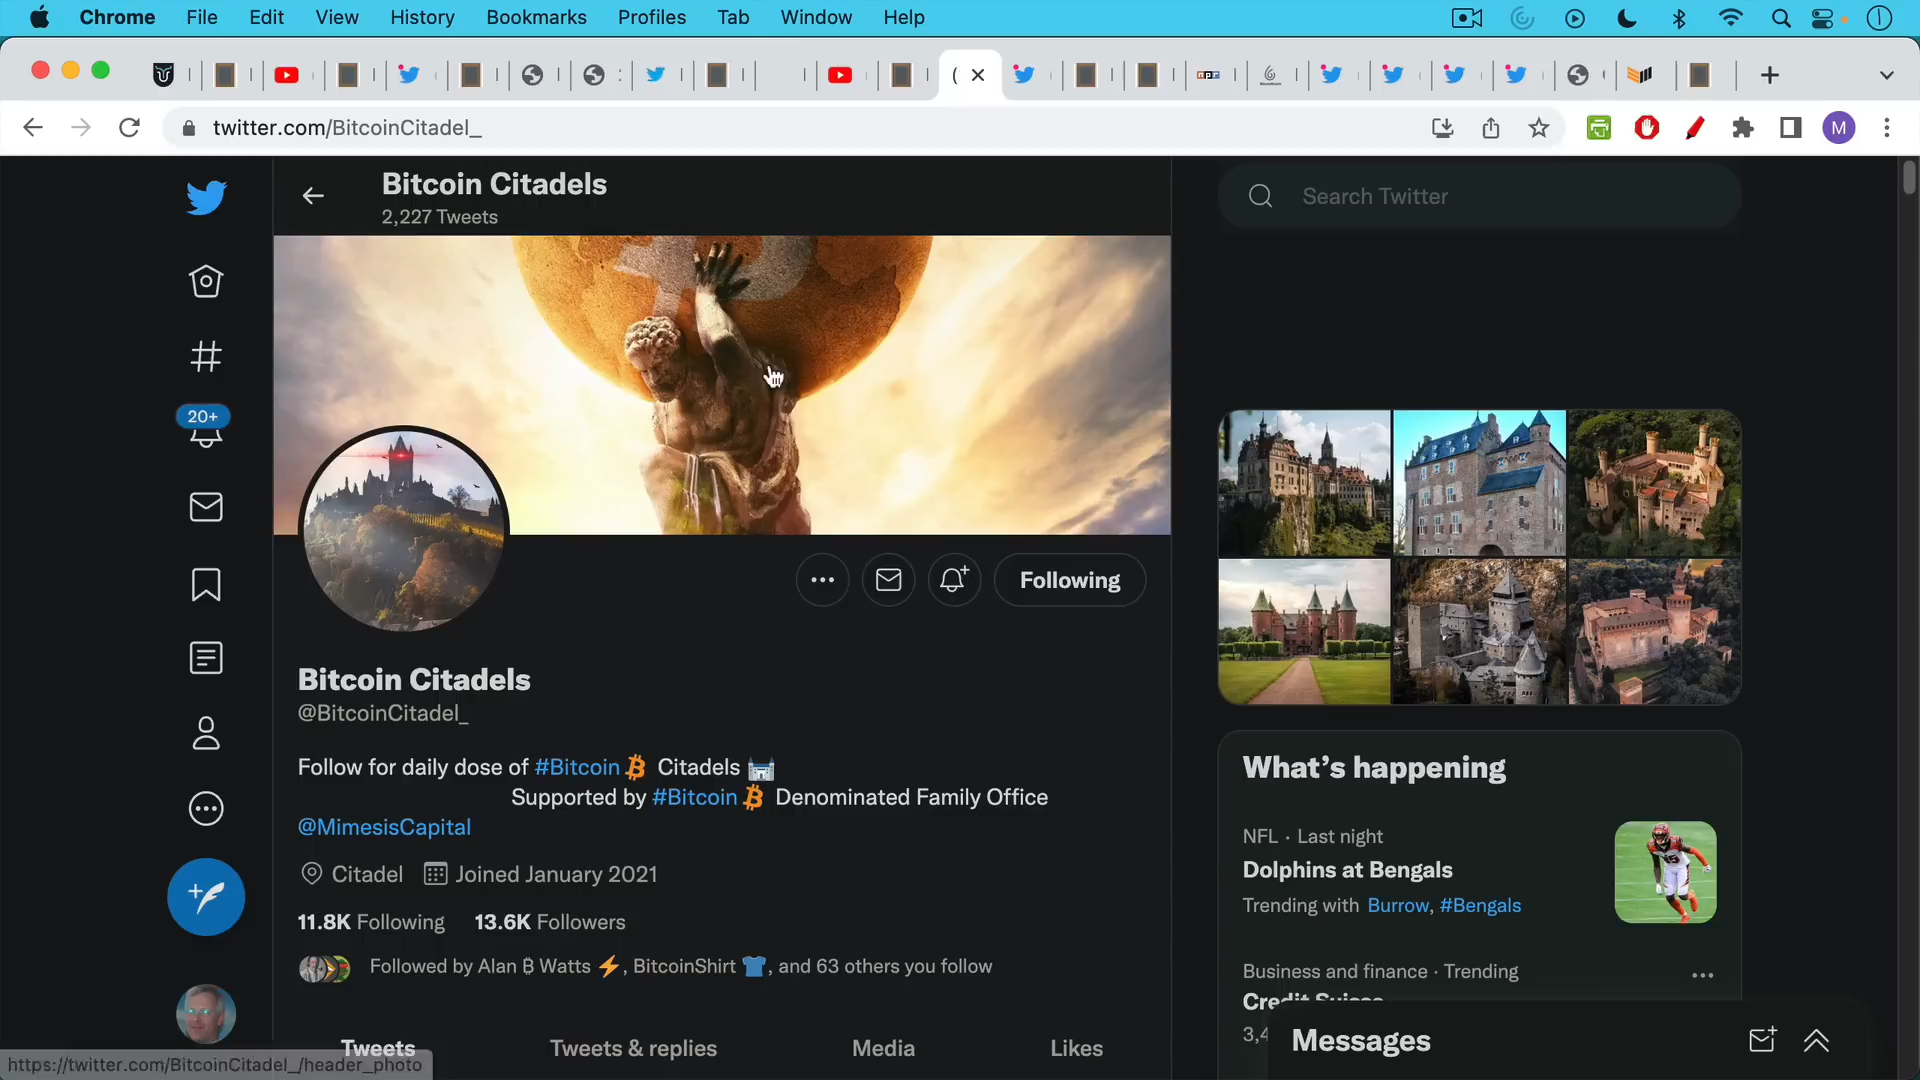 Chrome File Edit View History Bookmarks Profiles Tab Window Help
twitter.com/BitcoinCitadel_
M
Bitcoin Citadels
2,227 Tweets
Search Twitter
20+
Following
Bitcoin Citadels
@BitcoinCitadel_
Follow for daily dose of #Bitcoin Citadels
Supported by #Bitcoin Denominated Family Office
@MimesisCapital
Citadel Joined January 2021
11.8K Following 13.6K Followers
Followed by Alan ₿ Watts ⚡, BitcoinShirt 👕, and 63 others you follow
Tweets Tweets & replies Media Likes
What's happening
NFL · Last night
Dolphins at Bengals
Trending with Burrow, #Bengals
Business and finance · Trending
Credit Suisse
3,4
Messages
https://twitter.com/BitcoinCitadel_/header_photo